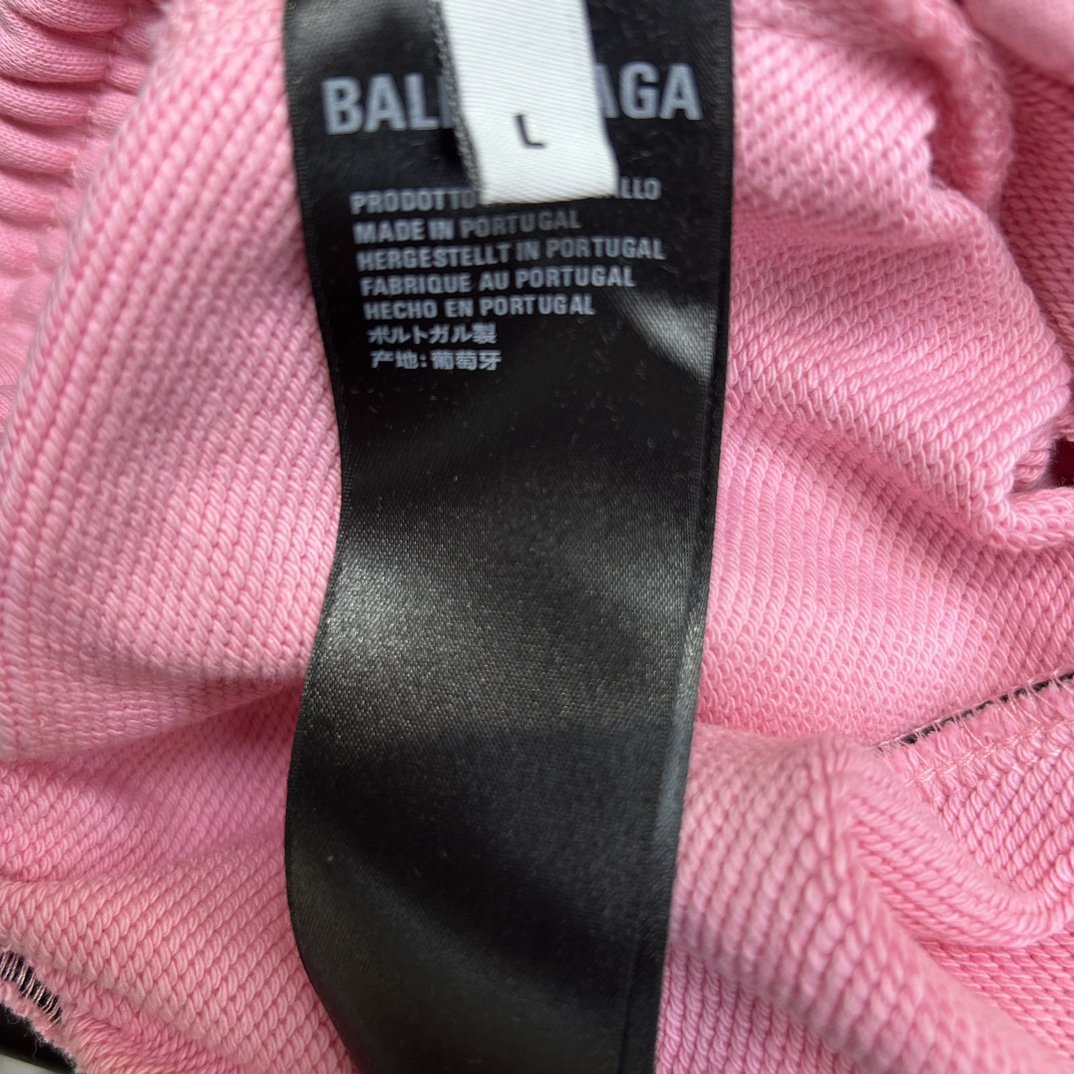 L
BAL AGA
PRODOTTO LLO
MADE IN PORTUGAL
HERGESTELLT IN PORTUGAL
FABRIQUE AU PORTUGAL
HECHO EN PORTUGAL
ポルトガル製
产地:葡萄牙